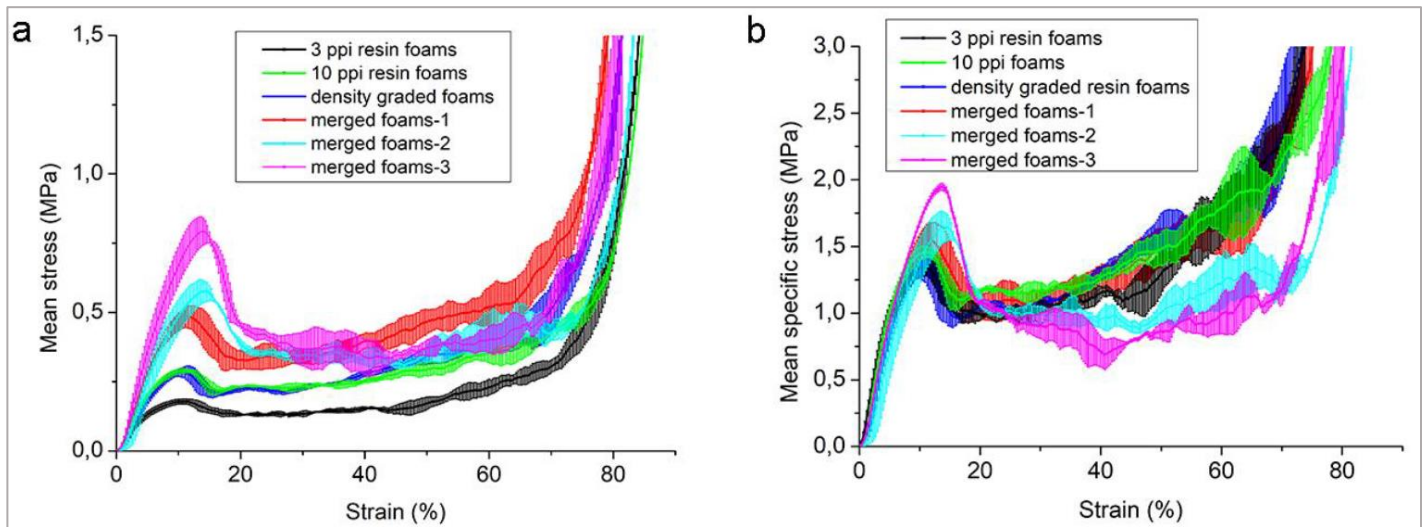 a
1,5
1,0
0,5
0,0
Mean stress (MPa)
3 ppi resin foams
10 ppi resin foams
density graded foams
merged foams-1
merged foams-2
merged foams-3
0
20
40
60
80
Strain (%)
b
3,0
2,5
2,0
1,5
1,0
0,5
0,0
Mean specific stress (MPa)
3 ppi resin foams
10 ppi foams
density graded resin foams
merged foams-1
merged foams-2
merged foams-3
0
20
40
60
80
Strain (%)